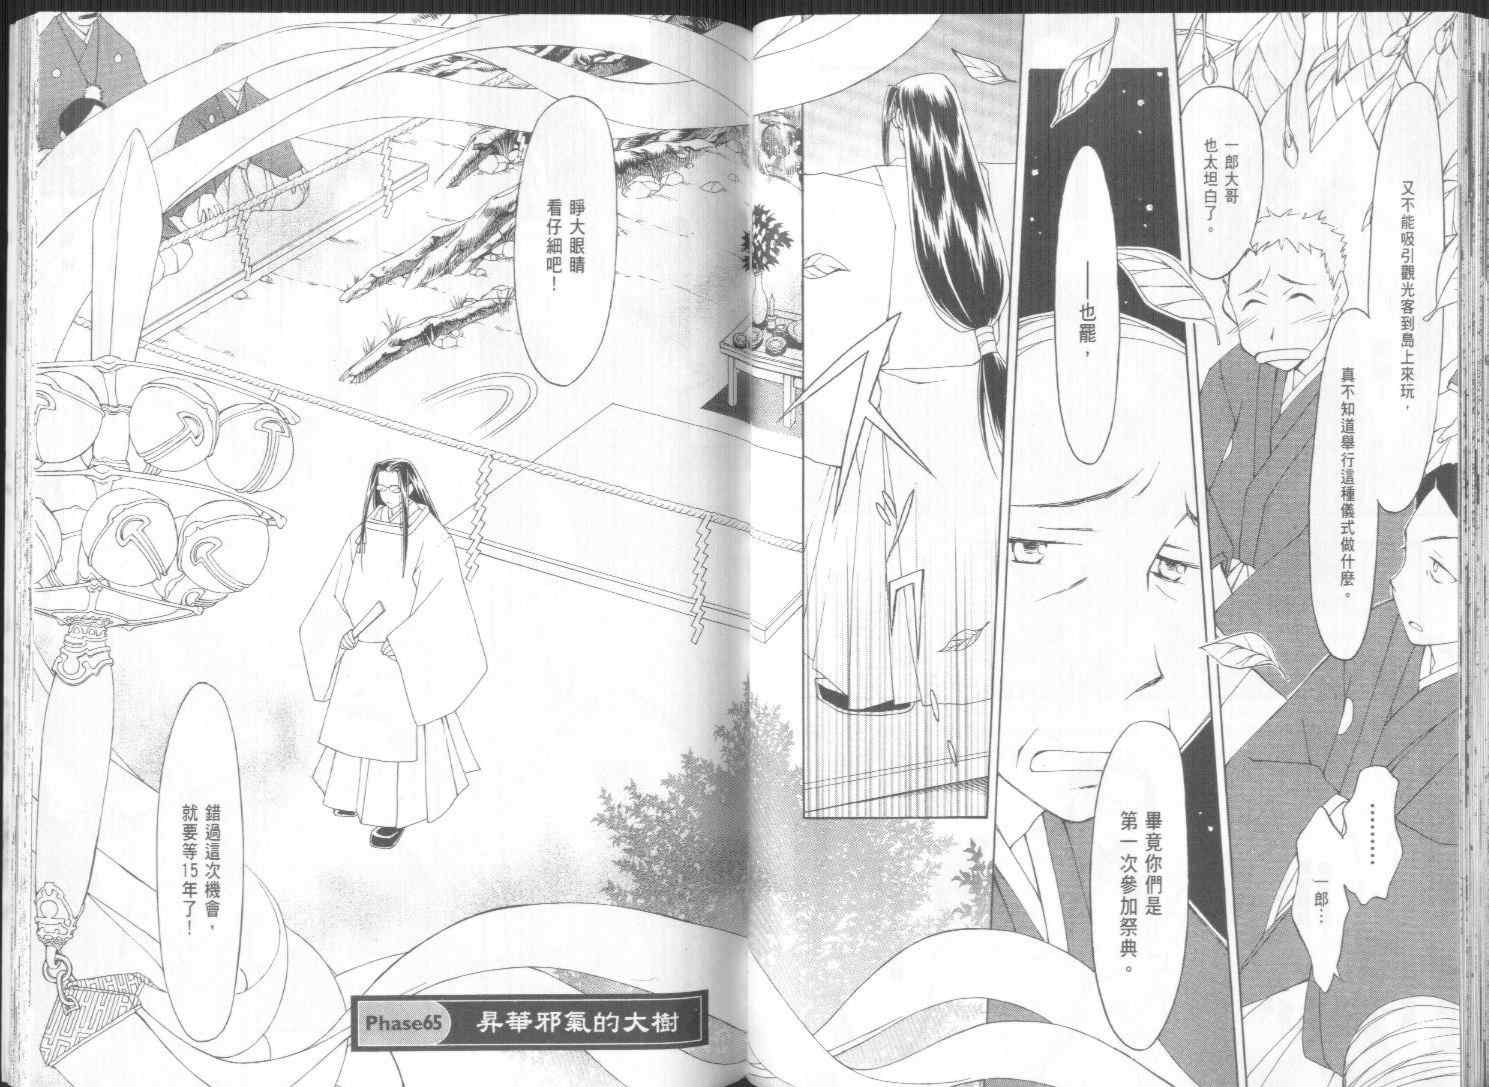 又不能吸引觀光客到島上來玩，
真不知道舉行這種儀式做什麼。
一郎大哥
也太坦白了。
………
一郎…
——也罷，
畢竟你們是
第一次參加祭典。
睜大眼睛
看仔細吧！
錯過這次機會，
就要等15年了！
Phase65 昇華邪氣的大樹